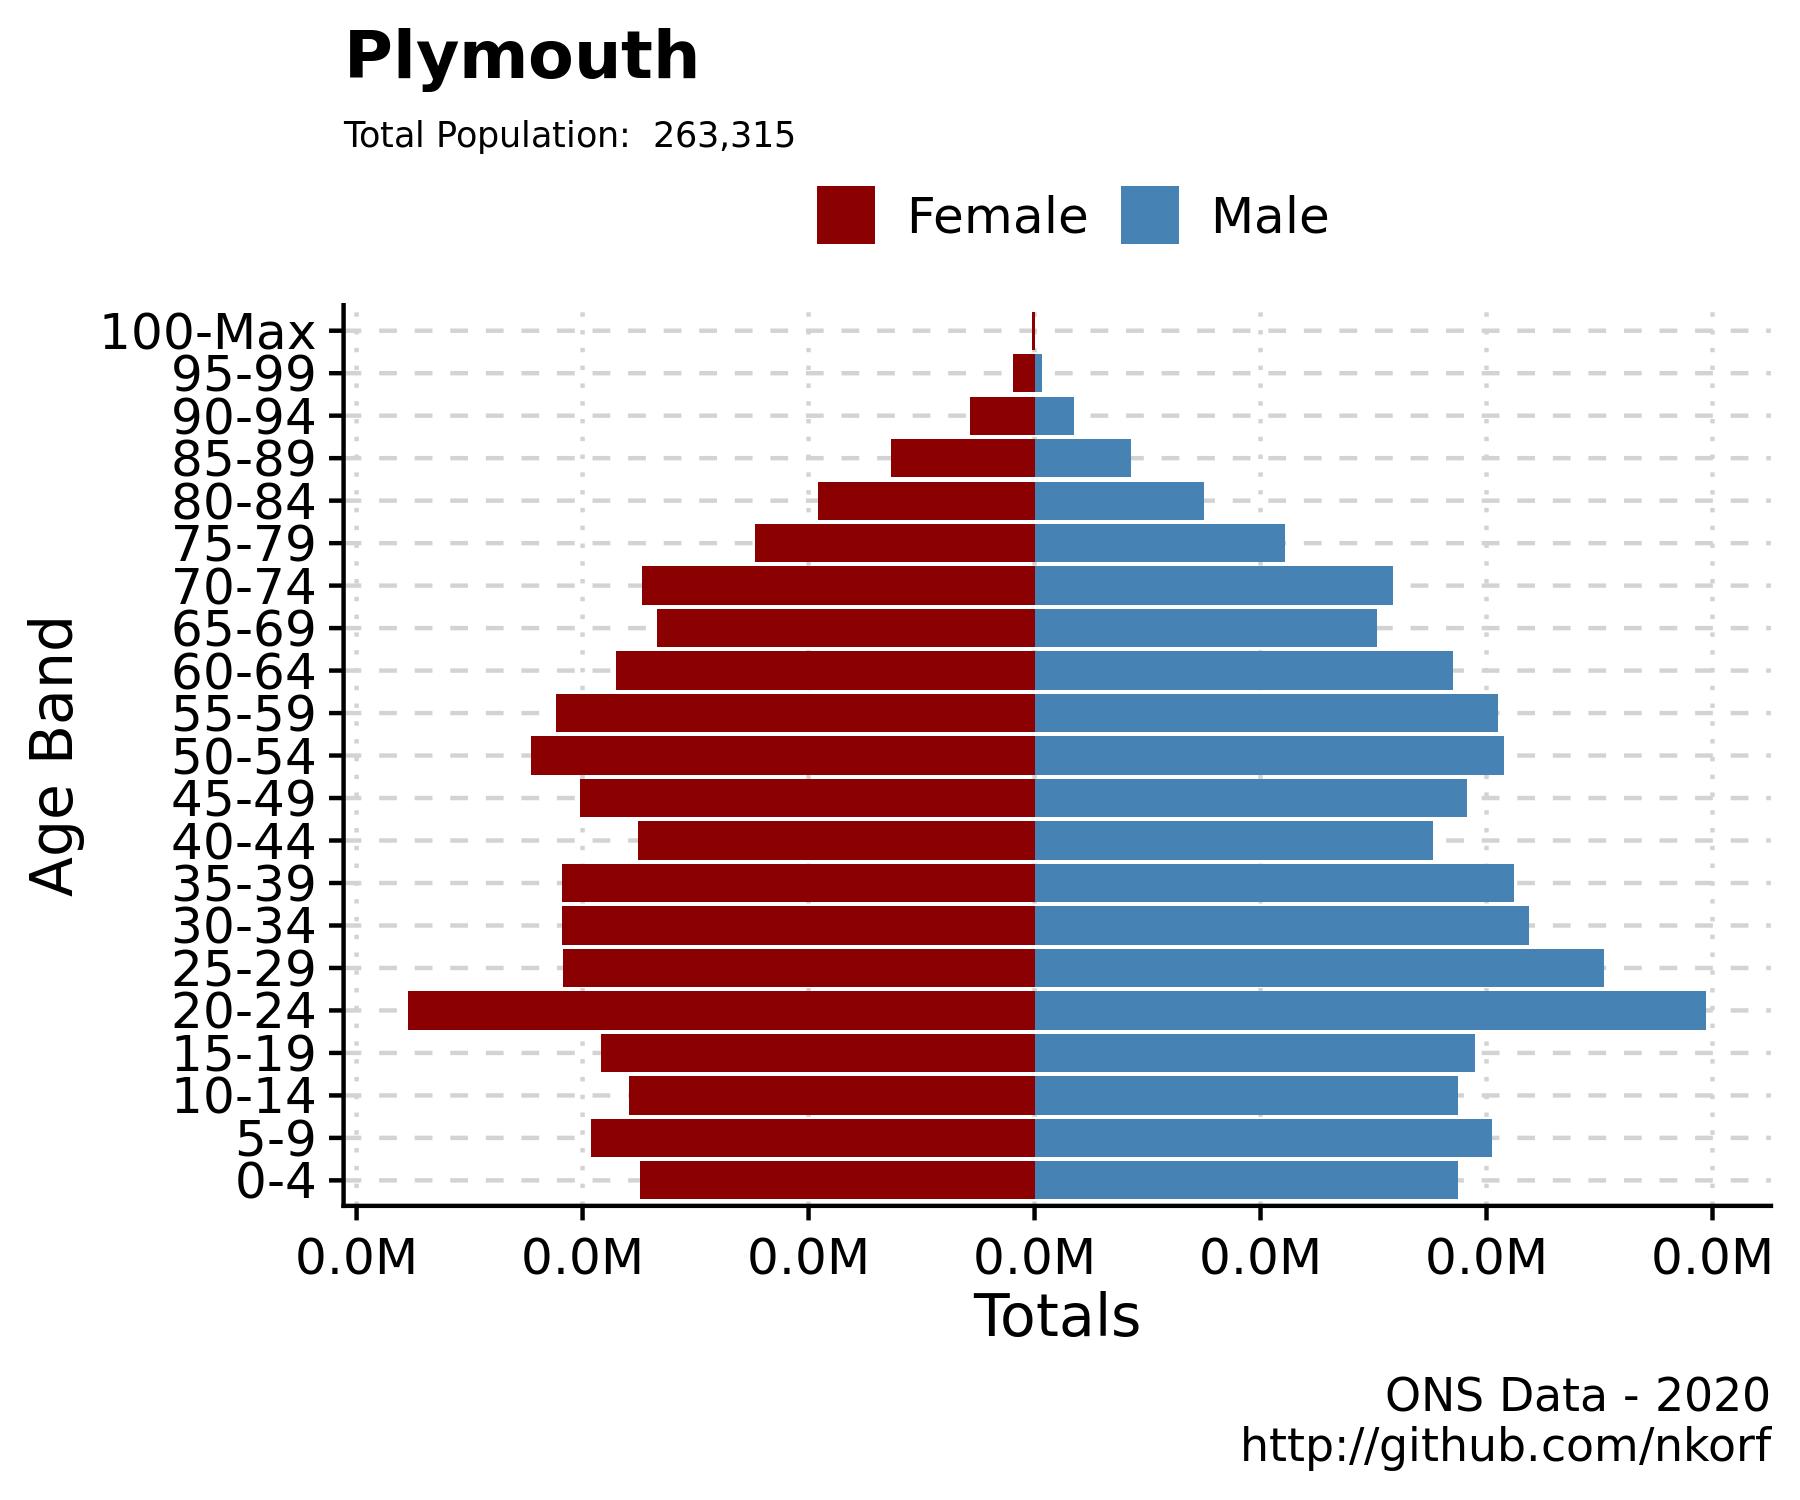 Plymouth
Total Population:  263,315
Female Male
100-Max
95-99
90-94
85-89
80-84
75-79
70-74
65-69
60-64
55-59
50-54
45-49
40-44
35-39
30-34
25-29
20-24
15-19
10-14
5-9
0-4
Age Band
0.0M 0.0M 0.0M 0.0M 0.0M 0.0M 0.0M
Totals
ONS Data - 2020
http://github.com/nkorf